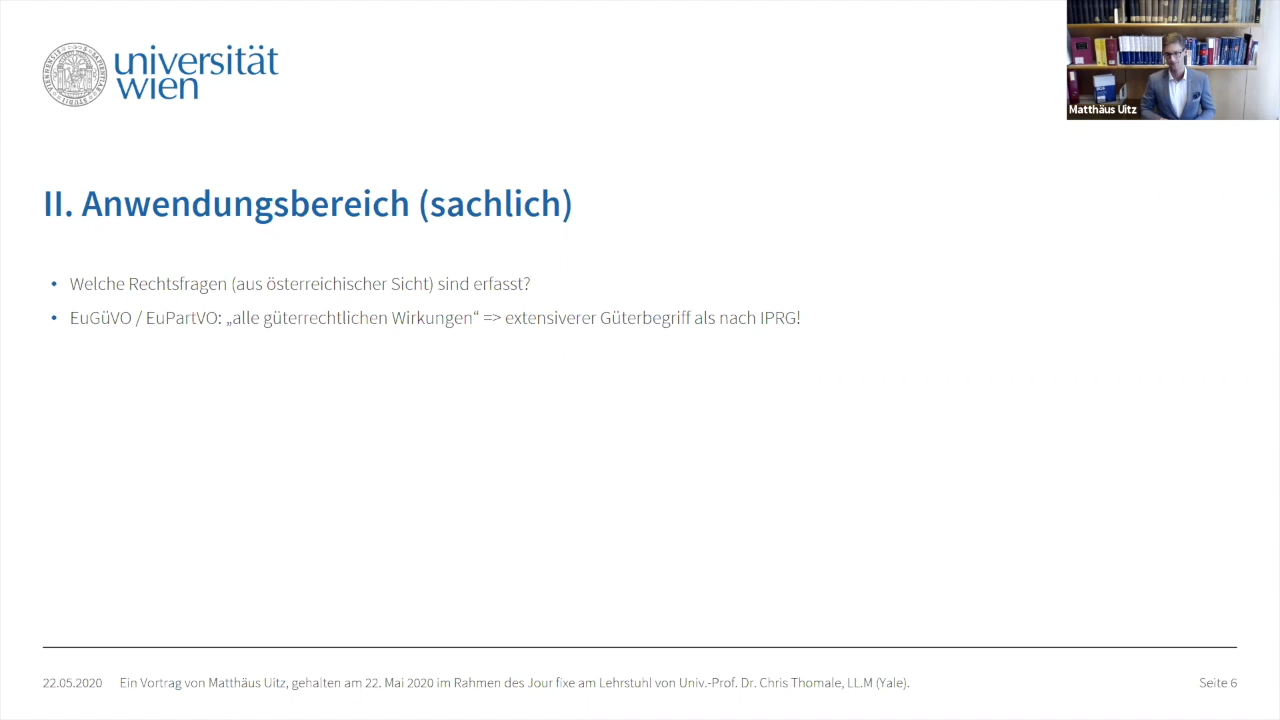 universität
wien
Matthäus Uitz
II. Anwendungsbereich (sachlich)
• Welche Rechtsfragen (aus österreichischer Sicht) sind erfasst?
• EuGüVO / EuPartVO: „alle güterrechtlichen Wirkungen“ => extensiverer Güterbegriff als nach IPRG!
22.05.2020 Ein Vortrag von Matthäus Uitz, gehalten am 22. Mai 2020 im Rahmen des Jour fixe am Lehrstuhl von Univ.-Prof. Dr. Chris Thomale, LL.M (Yale). Seite 6